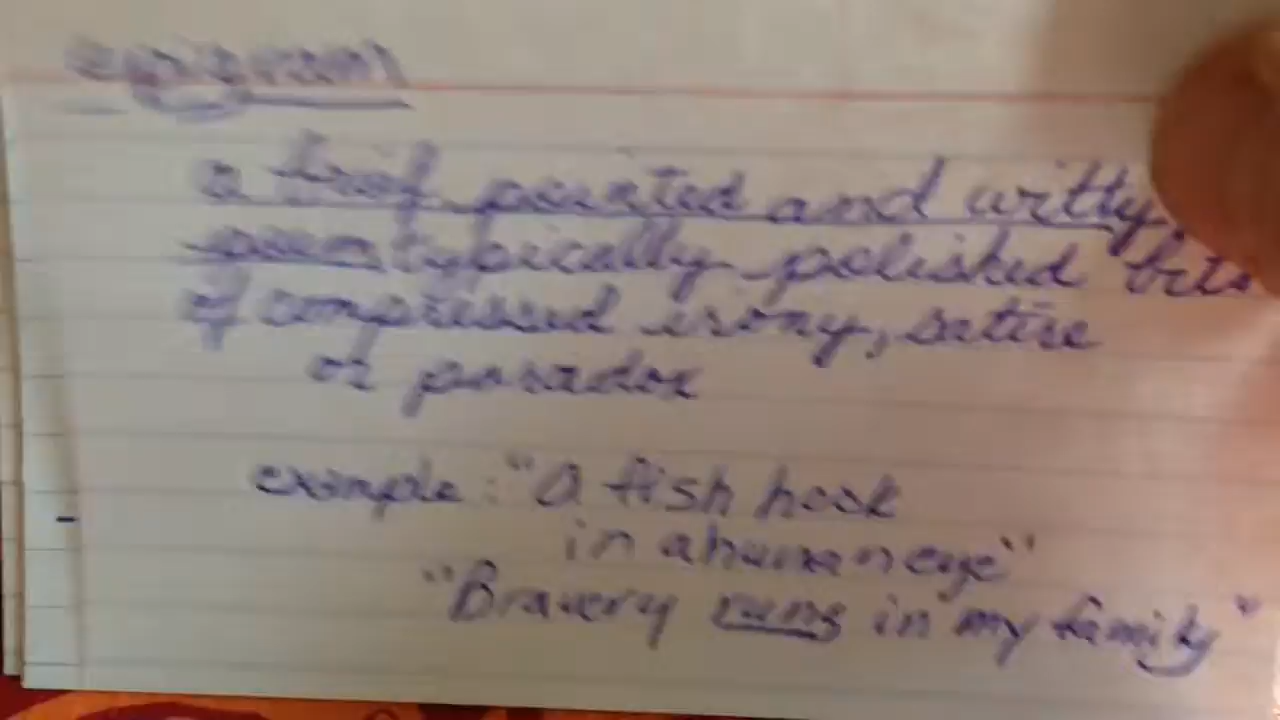 epigram
a brief pointed and witty
poem typically polished bits
of compressed irony, satire
or paradox
example: "A fish hook
in a human eye"
"Bravery runs in my family"